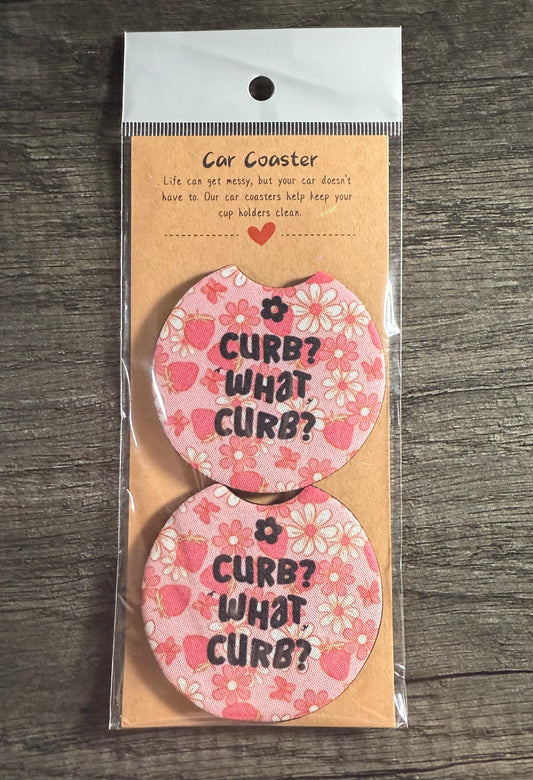 Car Coaster
. Life can get messy, but your car doesn't
have to. Our car coasters help keep your
cup holders clean.
CURB?
'WHAT,
CURB?
CURB?
'WHAT,
CURB?